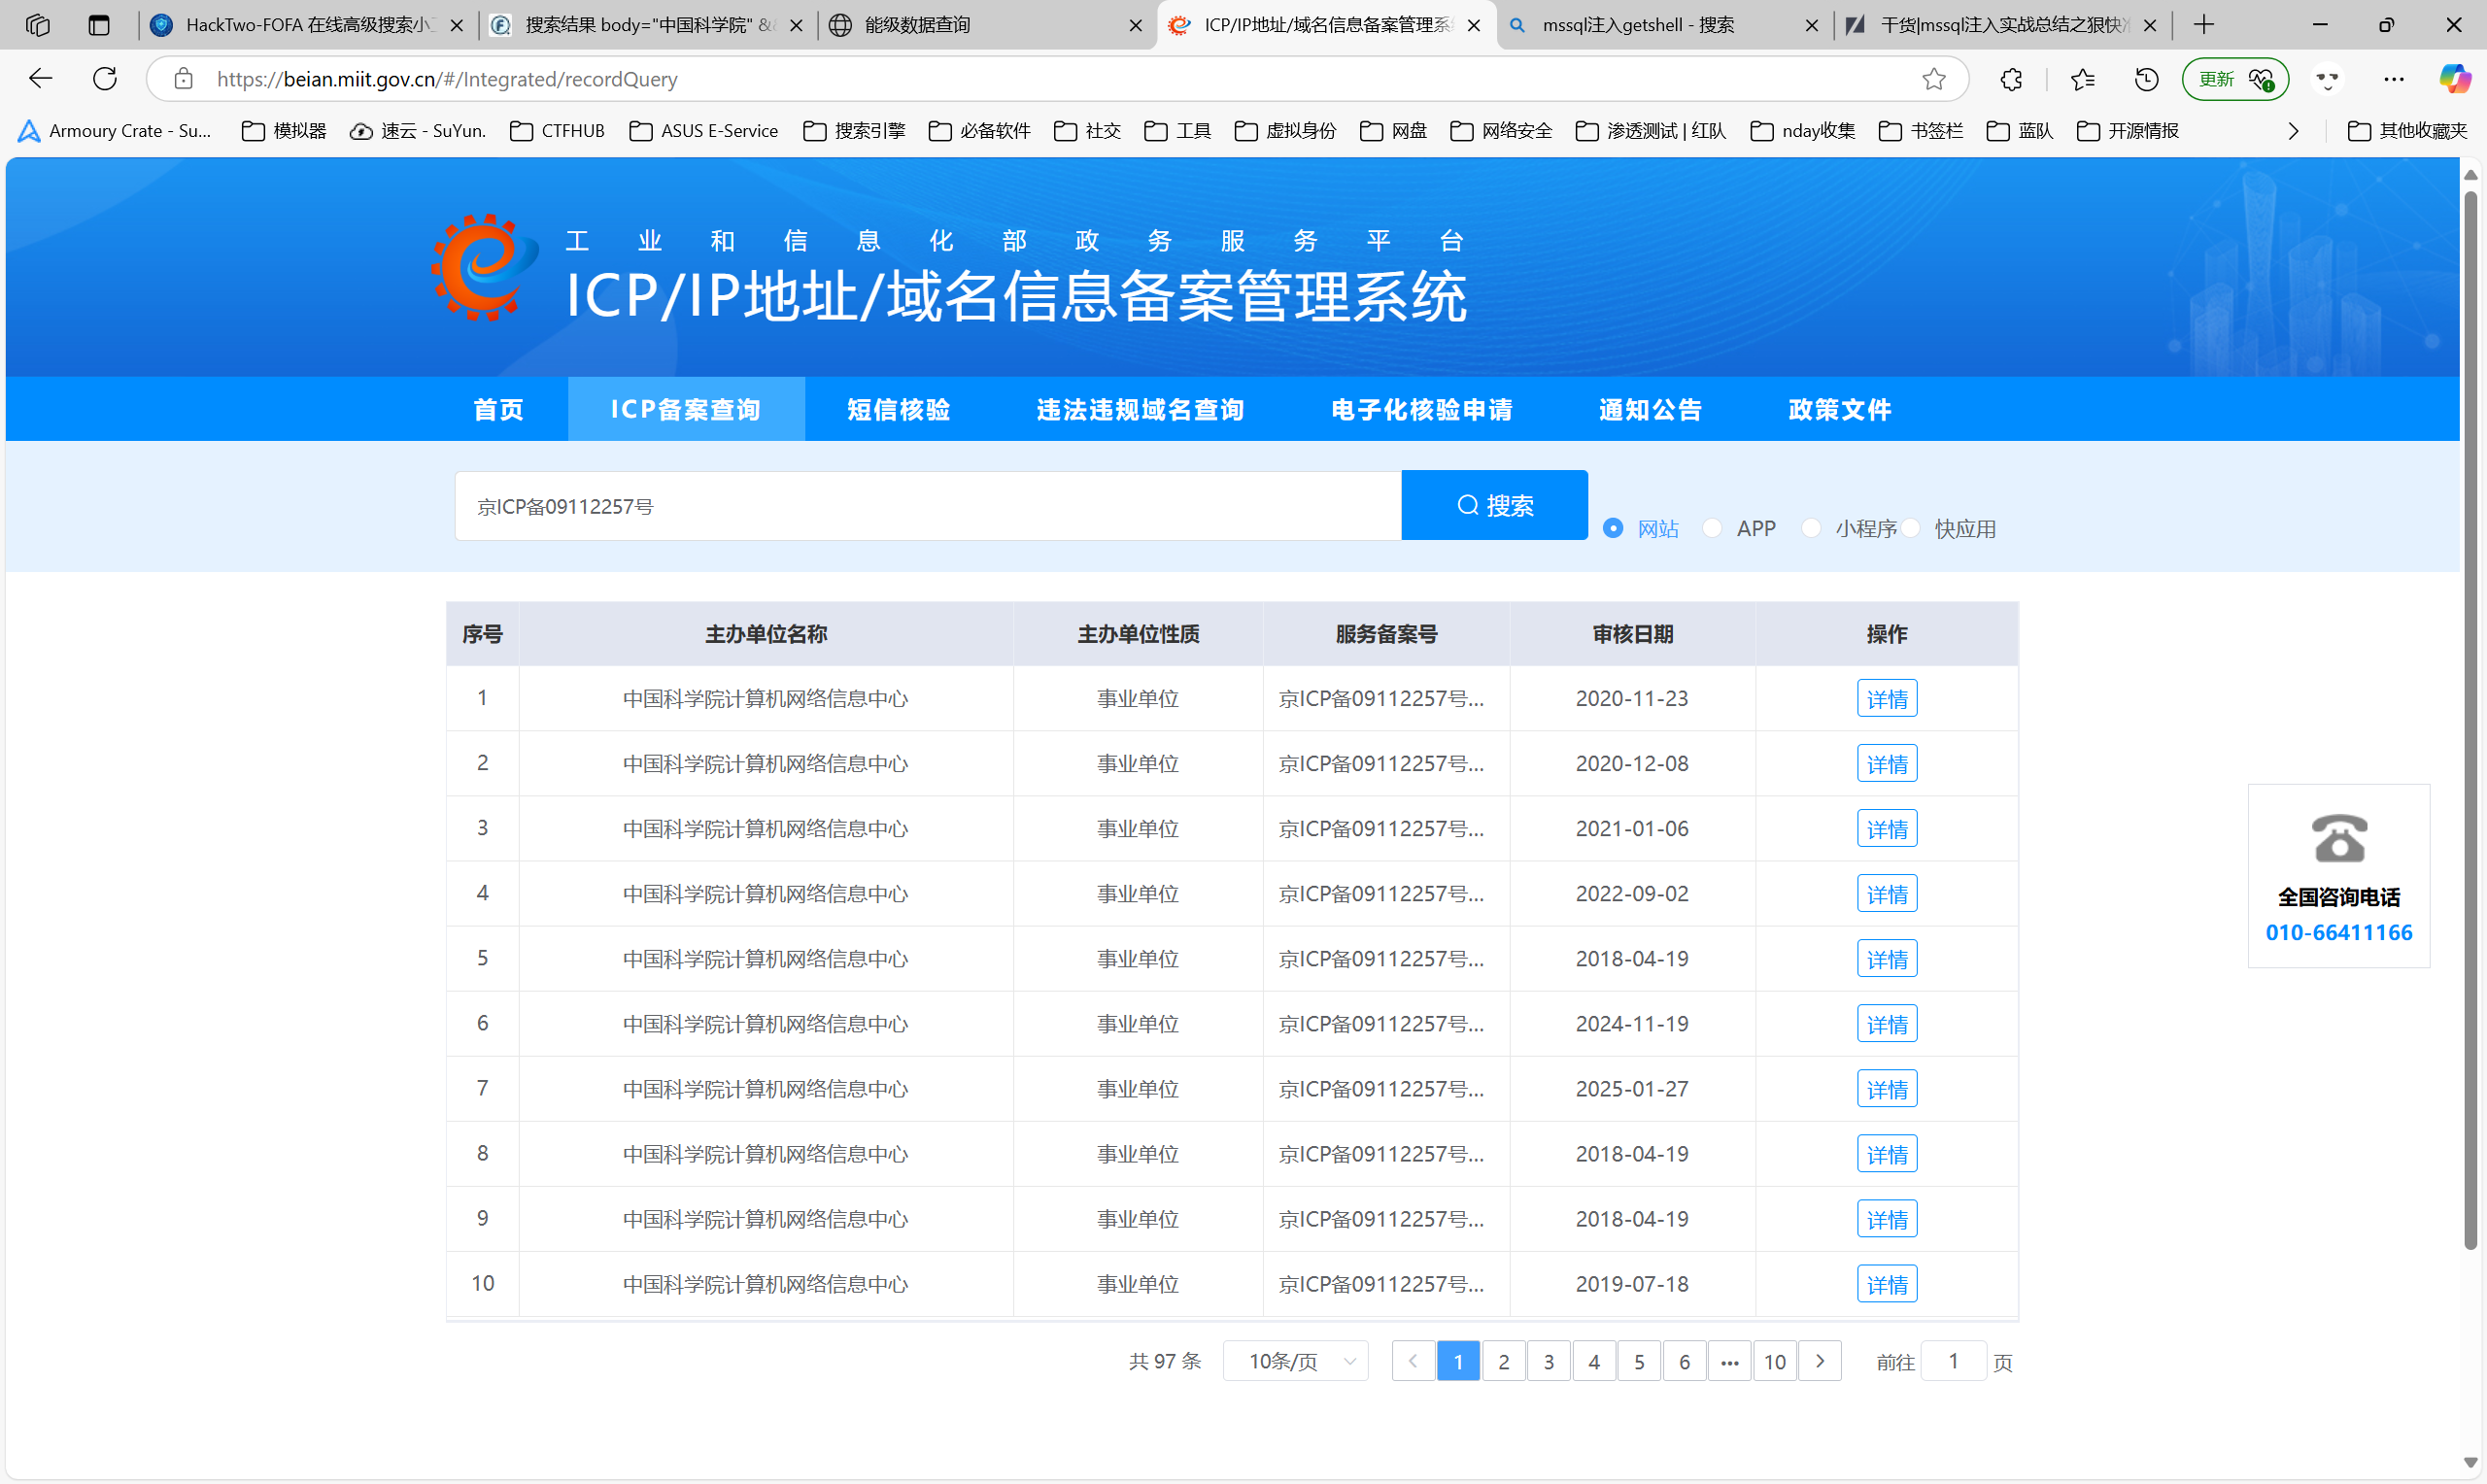 HackTwo-FOFA 在线高级搜索小
搜索结果 body="中国科学院" &
能级数据查询
ICP/IP地址/域名信息备案管理系
mssql注入getshell - 搜索
干货|mssql注入实战总结之狠快
https://beian.miit.gov.cn/#/Integrated/recordQuery
更新
Armoury Crate - Su...
模拟器
速云 - SuYun.
CTFHUB
ASUS E-Service
搜索引擎
必备软件
社交
工具
虚拟身份
网盘
网络安全
渗透测试 | 红队
nday收集
书签栏
蓝队
开源情报
其他收藏夹
工业和信息化部政务服务平台
ICP/IP地址/域名信息备案管理系统
首页 ICP备案查询 短信核验 违法违规域名查询 电子化核验申请 通知公告 政策文件
京ICP备09112257号 搜索 网站 APP 小程序 快应用
序号 主办单位名称 主办单位性质 服务备案号 审核日期 操作
1 中国科学院计算机网络信息中心 事业单位 京ICP备09112257号... 2020-11-23 详情
2 中国科学院计算机网络信息中心 事业单位 京ICP备09112257号... 2020-12-08 详情
3 中国科学院计算机网络信息中心 事业单位 京ICP备09112257号... 2021-01-06 详情
4 中国科学院计算机网络信息中心 事业单位 京ICP备09112257号... 2022-09-02 详情
5 中国科学院计算机网络信息中心 事业单位 京ICP备09112257号... 2018-04-19 详情
6 中国科学院计算机网络信息中心 事业单位 京ICP备09112257号... 2024-11-19 详情
7 中国科学院计算机网络信息中心 事业单位 京ICP备09112257号... 2025-01-27 详情
8 中国科学院计算机网络信息中心 事业单位 京ICP备09112257号... 2018-04-19 详情
9 中国科学院计算机网络信息中心 事业单位 京ICP备09112257号... 2018-04-19 详情
10 中国科学院计算机网络信息中心 事业单位 京ICP备09112257号... 2019-07-18 详情
全国咨询电话
010-66411166
共 97 条 10条/页 1 2 3 4 5 6 ••• 10 前往 1 页